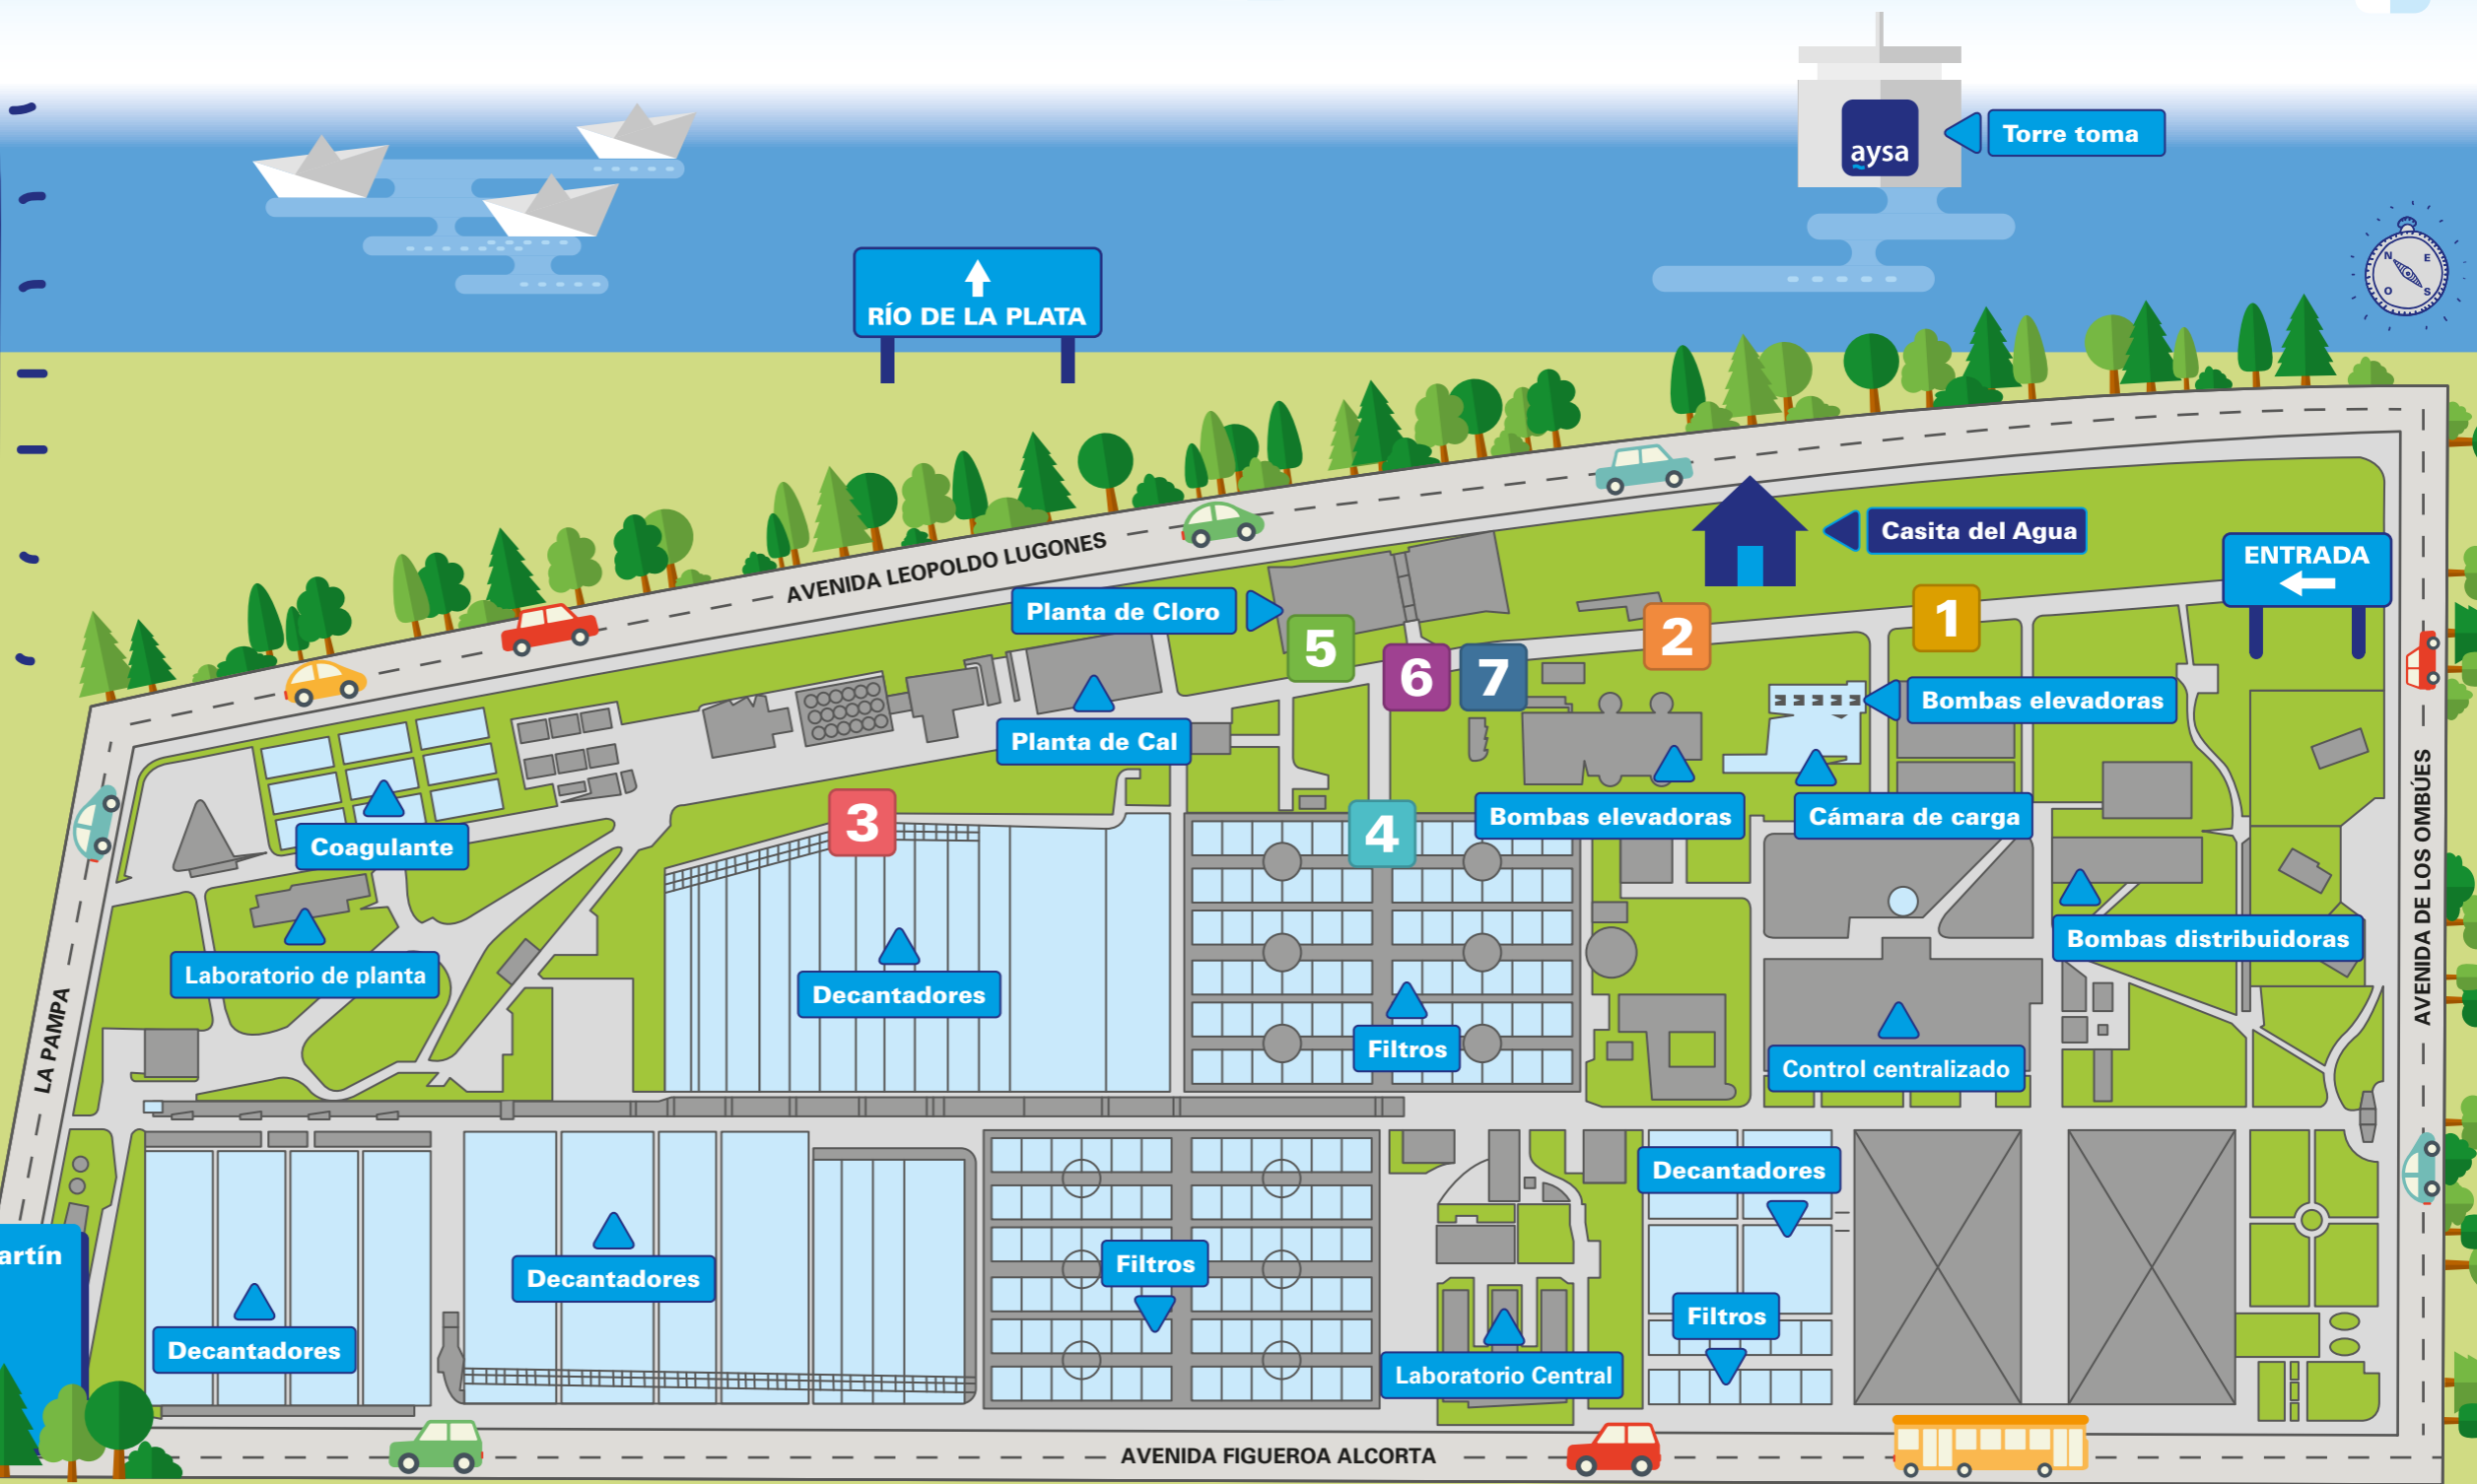 aysa
Torre toma
N
E
O
S
RÍO DE LA PLATA
AVENIDA LEOPOLDO LUGONES
Casita del Agua
ENTRADA
Planta de Cloro
1
2
5
6
7
Bombas elevadoras
Planta de Cal
3
4
Bombas elevadoras
Cámara de carga
Coagulante
AVENIDA DE LOS OMBÚES
Bombas distribuidoras
Laboratorio de planta
Decantadores
LA PAMPA
Filtros
Control centralizado
Decantadores
artín
Filtros
Decantadores
Filtros
Decantadores
Laboratorio Central
AVENIDA FIGUEROA ALCORTA